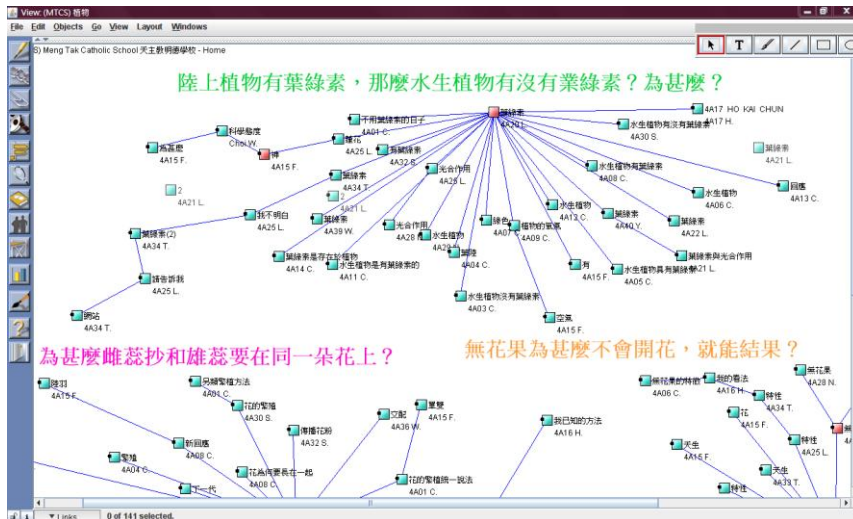 View: (MTCS) 植物
File Edit Objects Go View Layout Windows
S) Meng Tak Catholic School 天主教明德學校 - Home
T
陸上植物有葉綠素，那麼水生植物有沒有業綠素？為甚麼？
葉綠素
4A20 L.
不用葉綠素的日子
4A01 C.
科學態度
Choi W.
為甚麼
4A15 F.
4A15 F.
4A25 L.
4A32 S.
4A17 HO KAI CHUN
4A17 H.
水生植物有沒有葉綠素
4A30 S.
葉綠素
4A21 L.
2
4A21 L.
葉綠素
4A34 T.
2
4A21 L.
光合作用
4A25 L.
水生植物有葉綠素
4A08 C.
回應
4A13 C.
水生植物
4A06 C.
我不明白
4A25 L.
葉綠素
4A39 W.
光合作用
水生植物
綠色
植物的氧氣
4A09 C.
水生植物
4A13 C.
葉綠素
4A40 Y.
葉綠素
4A22 L.
葉綠素(2)
4A34 T.
葉綠素是存在於植物
4A14 C.
水生植物是有葉綠素的
4A11 C.
4A04 C.
有
4A15 F.
水生植物具有葉綠素
4A05 C.
葉綠素與光合作用
4A21 L.
請告訴我
4A25 L.
水生植物沒有葉綠素
4A03 C.
網站
4A34 T.
空氣
4A15 F.
為甚麼雌蕊抄和雄蕊要在同一朵花上？
無花果為甚麼不會開花，就能結果？
陸羽
4A15 F.
另類繁植方法
4A01 C.
花的繁殖
4A30 S.
傳播花粉
4A32 S.
交配
4A36 W.
單雙
4A15 F.
我已知的方法
4A16 H.
無花果的特徵
4A06 C.
我的看法
4A16 H.
特性
4A34 T.
無花果
4A28 N.
花
4A15 F.
特性
4A25 L.
新回應
4A08 C.
繁殖
4A04 C.
花為何要長在一起
4A08 C.
花的繁殖統一說法
4A01 C.
天生
4A15 F.
天生
4A33 T.
下一代
特性
Links
0 of 141 selected.